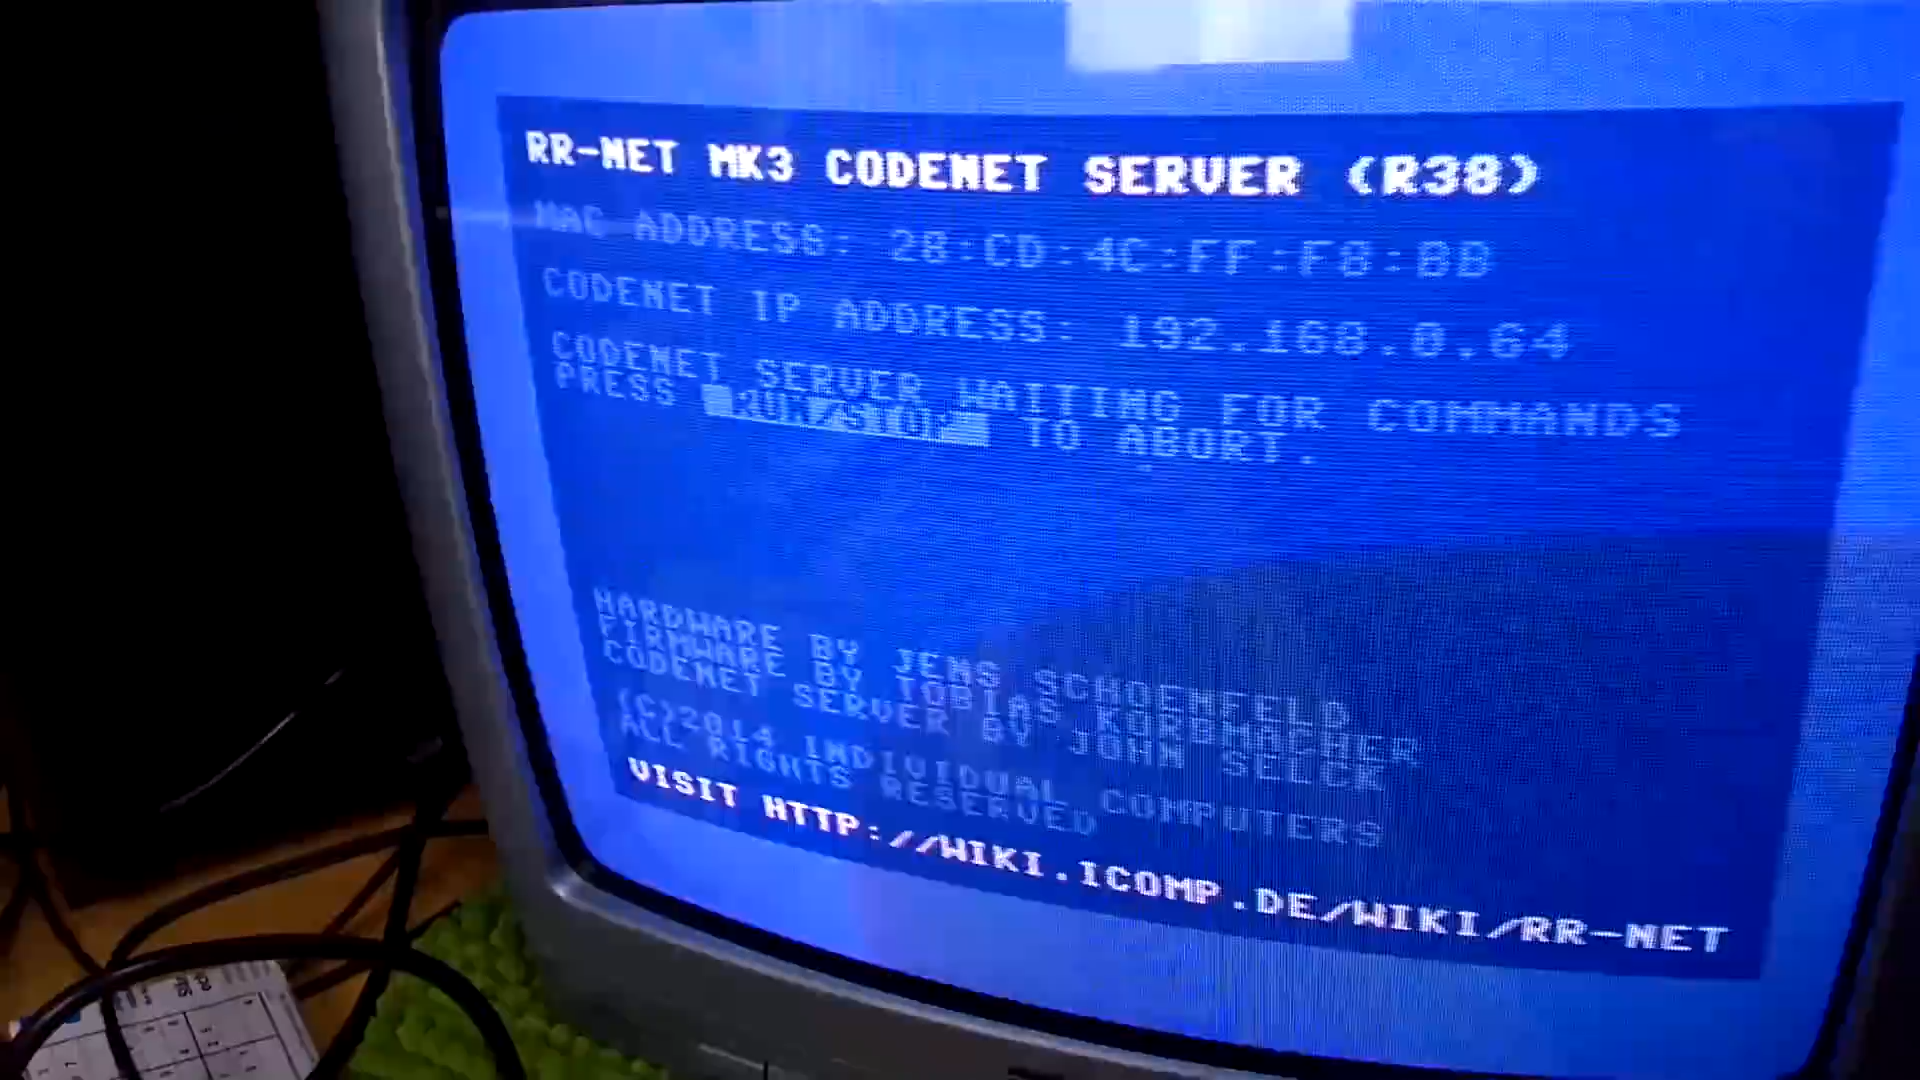 RR-NET MK3 CODENET SERVER (R38)
MAC ADDRESS: 28:CD:4C:FF:F8:BB
CODENET IP ADDRESS: 192.168.0.64
CODENET SERVER WAITING FOR COMMANDS
PRESS TO ABORT.
HARDWARE BY JENS SCHOENFELD
FIRMWARE BY TOBIAS KORBMACHER
CODENET SERVER BY JOHN SELCK
(C)2014 INDIVIDUAL COMPUTERS
ALL RIGHTS RESERVED
VISIT HTTP://WIKI.ICOMP.DE/WIKI/RR-NET